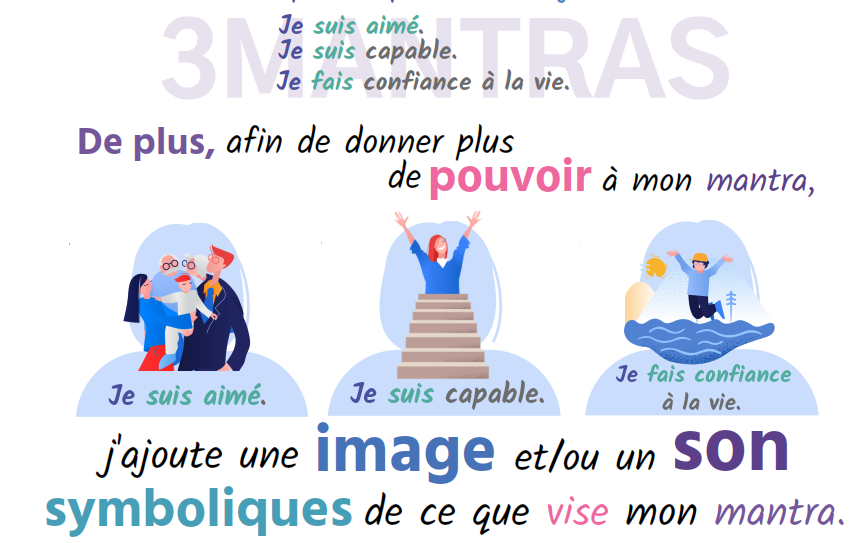 3MANTRAS
Je suis aimé.
Je suis capable.
Je fais confiance à la vie.
De plus, afin de donner plus
de pouvoir à mon mantra,
Je suis aimé.
Je suis capable.
Je fais confiance
à la vie.
j'ajoute une image et/ou un son
symboliques de ce que vise mon mantra.